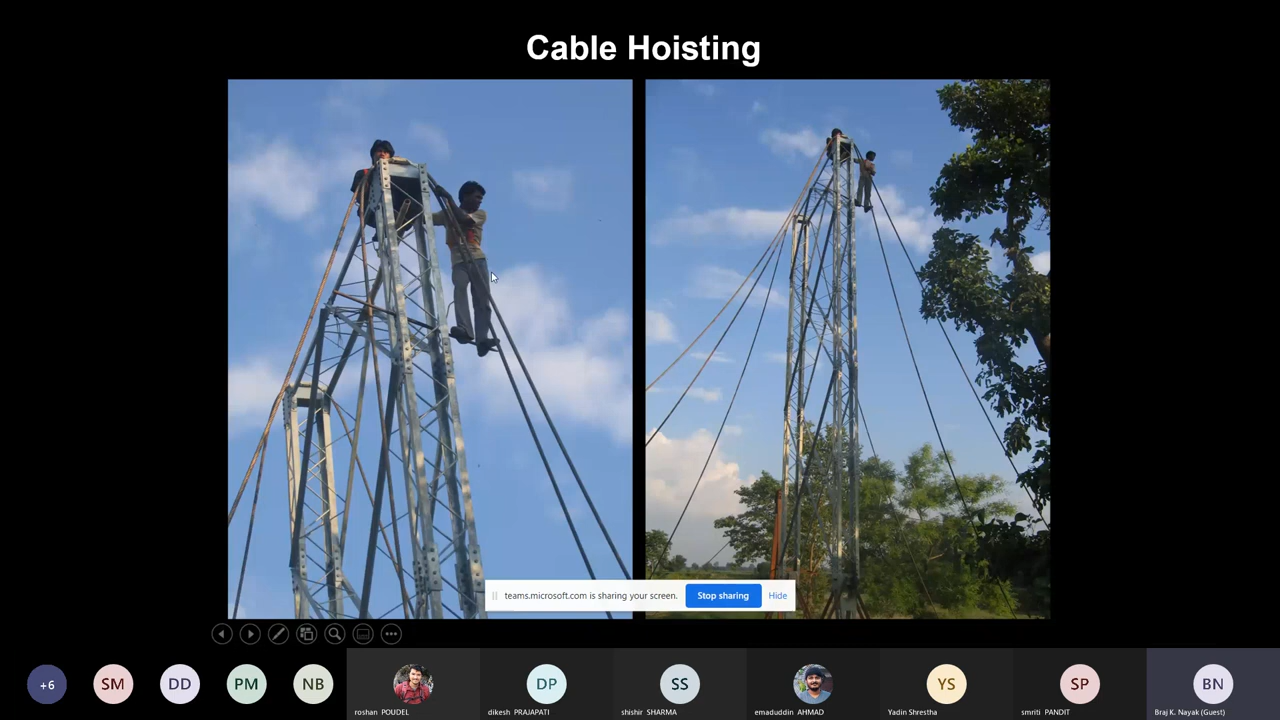 Cable Hoisting
teams.microsoft.com is sharing your screen.
Stop sharing
Hide
+6
SM
DD
PM
NB
DP
SS
YS
SP
BN
roshan POUDEL
dikesh PRAJAPATI
shishir SHARMA
emaduddin AHMAD
Yadin Shrestha
smriti PANDIT
Braj K. Nayak (Guest)